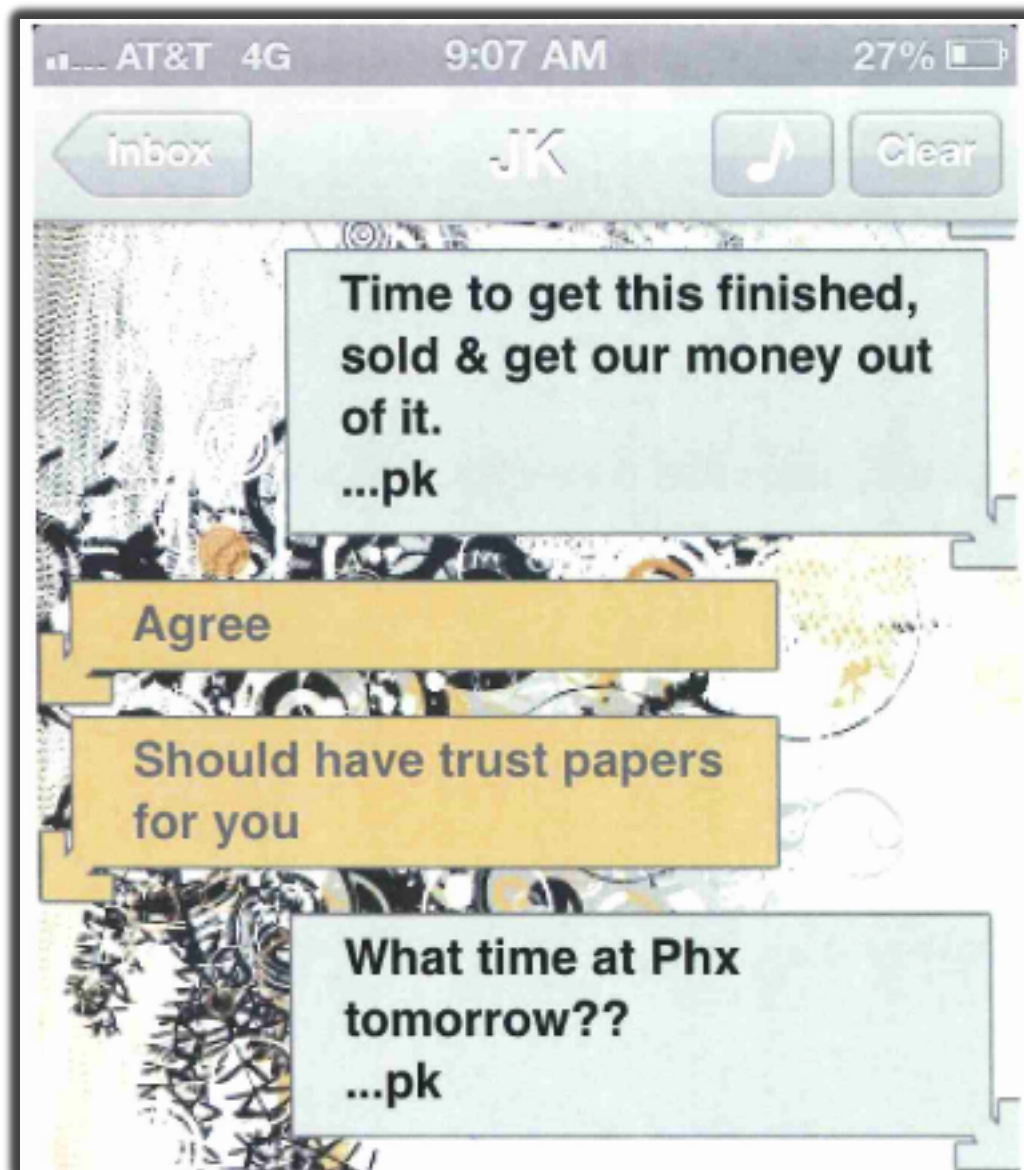 AT&T 4G 9:07 AM 27%
Inbox JK Clear
Time to get this finished,
sold & get our money out
of it.
...pk
Agree
Should have trust papers
for you
What time at Phx
tomorrow??
...pk